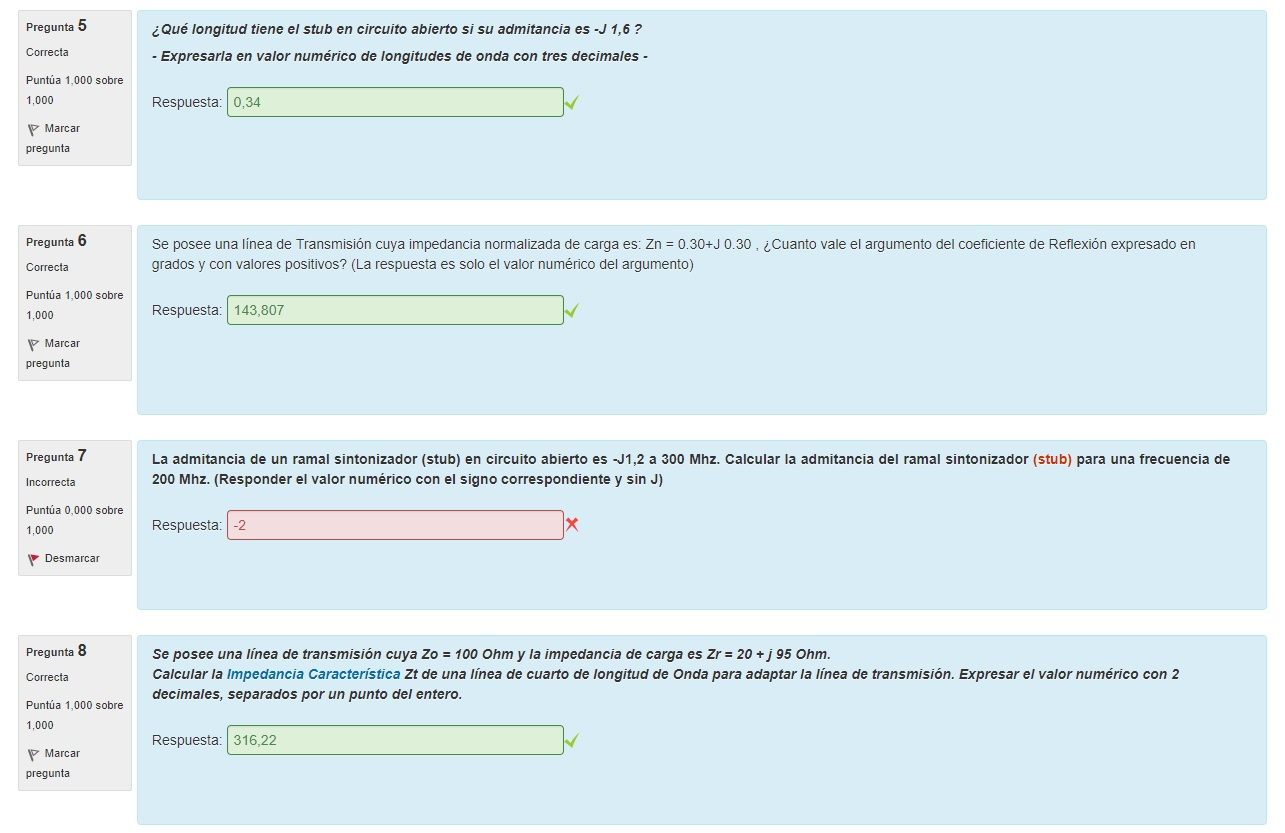 Pregunta 5
Correcta
Puntúa 1,000 sobre
1,000
Marcar
pregunta
¿Qué longitud tiene el stub en circuito abierto si su admitancia es -J 1,6 ?
- Expresarla en valor numérico de longitudes de onda con tres decimales -
Respuesta: 0,34
Pregunta 6
Correcta
Puntúa 1,000 sobre
1,000
Marcar
pregunta
Se posee una línea de Transmisión cuya impedancia normalizada de carga es: Zn = 0.30+J 0.30 , ¿Cuanto vale el argumento del coeficiente de Reflexión expresado en
grados y con valores positivos? (La respuesta es solo el valor numérico del argumento)
Respuesta: 143,807
Pregunta 7
Incorrecta
Puntúa 0,000 sobre
1,000
Desmarcar
La admitancia de un ramal sintonizador (stub) en circuito abierto es -J1,2 a 300 Mhz. Calcular la admitancia del ramal sintonizador (stub) para una frecuencia de
200 Mhz. (Responder el valor numérico con el signo correspondiente y sin J)
Respuesta: -2
Pregunta 8
Correcta
Puntúa 1,000 sobre
1,000
Marcar
pregunta
Se posee una línea de transmisión cuya Zo = 100 Ohm y la impedancia de carga es Zr = 20 + j 95 Ohm.
Calcular la Impedancia Característica Zt de una línea de cuarto de longitud de Onda para adaptar la línea de transmisión. Expresar el valor numérico con 2
decimales, separados por un punto del entero.
Respuesta: 316,22